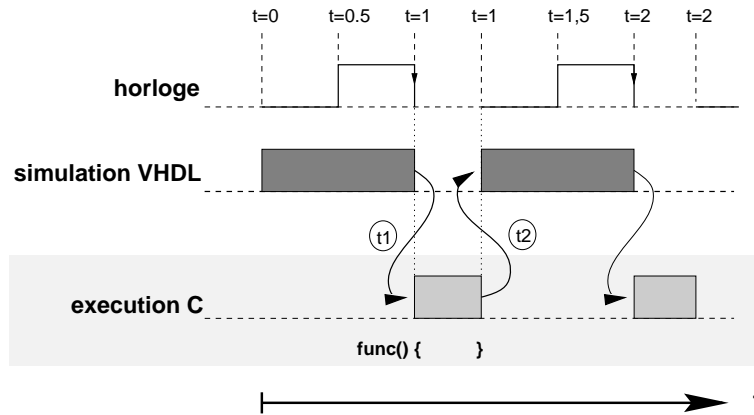 t=0 t=0.5 t=1 t=1 t=1,5 t=2 t=2
horloge
simulation VHDL
t1 t2
execution C
func() { }